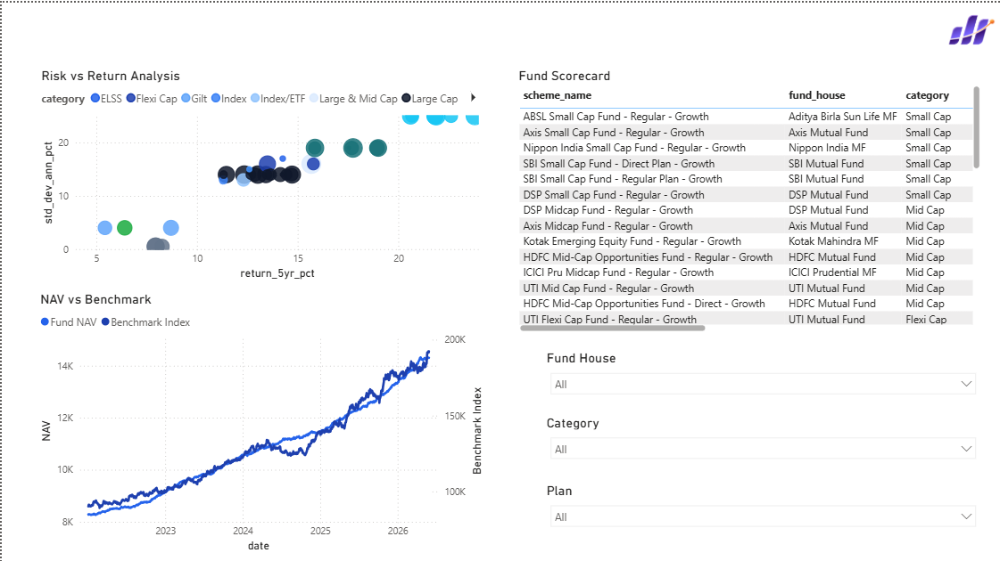 Risk vs Return Analysis
category ELSS Flexi Cap Gilt Index Index/ETF Large & Mid Cap Large Cap
std_dev_ann_pct
20
10
0
5 10 15 20
return_5yr_pct
NAV vs Benchmark
Fund NAV Benchmark Index
NAV
14K
12K
10K
8K
200K
150K
100K
Benchmark Index
2023 2024 2025 2026
date
Fund Scorecard
scheme_name fund_house category
ABSL Small Cap Fund - Regular - Growth Aditya Birla Sun Life MF Small Cap
Axis Small Cap Fund - Regular - Growth Axis Mutual Fund Small Cap
Nippon India Small Cap Fund - Regular - Growth Nippon India MF Small Cap
SBI Small Cap Fund - Direct Plan - Growth SBI Mutual Fund Small Cap
SBI Small Cap Fund - Regular Plan - Growth SBI Mutual Fund Small Cap
DSP Small Cap Fund - Regular - Growth DSP Mutual Fund Small Cap
DSP Midcap Fund - Regular - Growth DSP Mutual Fund Mid Cap
Axis Midcap Fund - Regular - Growth Axis Mutual Fund Mid Cap
Kotak Emerging Equity Fund - Regular - Growth Kotak Mahindra MF Mid Cap
HDFC Mid-Cap Opportunities Fund - Regular - Growth HDFC Mutual Fund Mid Cap
ICICI Pru Midcap Fund - Regular - Growth ICICI Prudential MF Mid Cap
UTI Mid Cap Fund - Regular - Growth UTI Mutual Fund Mid Cap
HDFC Mid-Cap Opportunities Fund - Direct - Growth HDFC Mutual Fund Mid Cap
UTI Flexi Cap Fund - Regular - Growth UTI Mutual Fund Flexi Cap
Fund House
All
Category
All
Plan
All